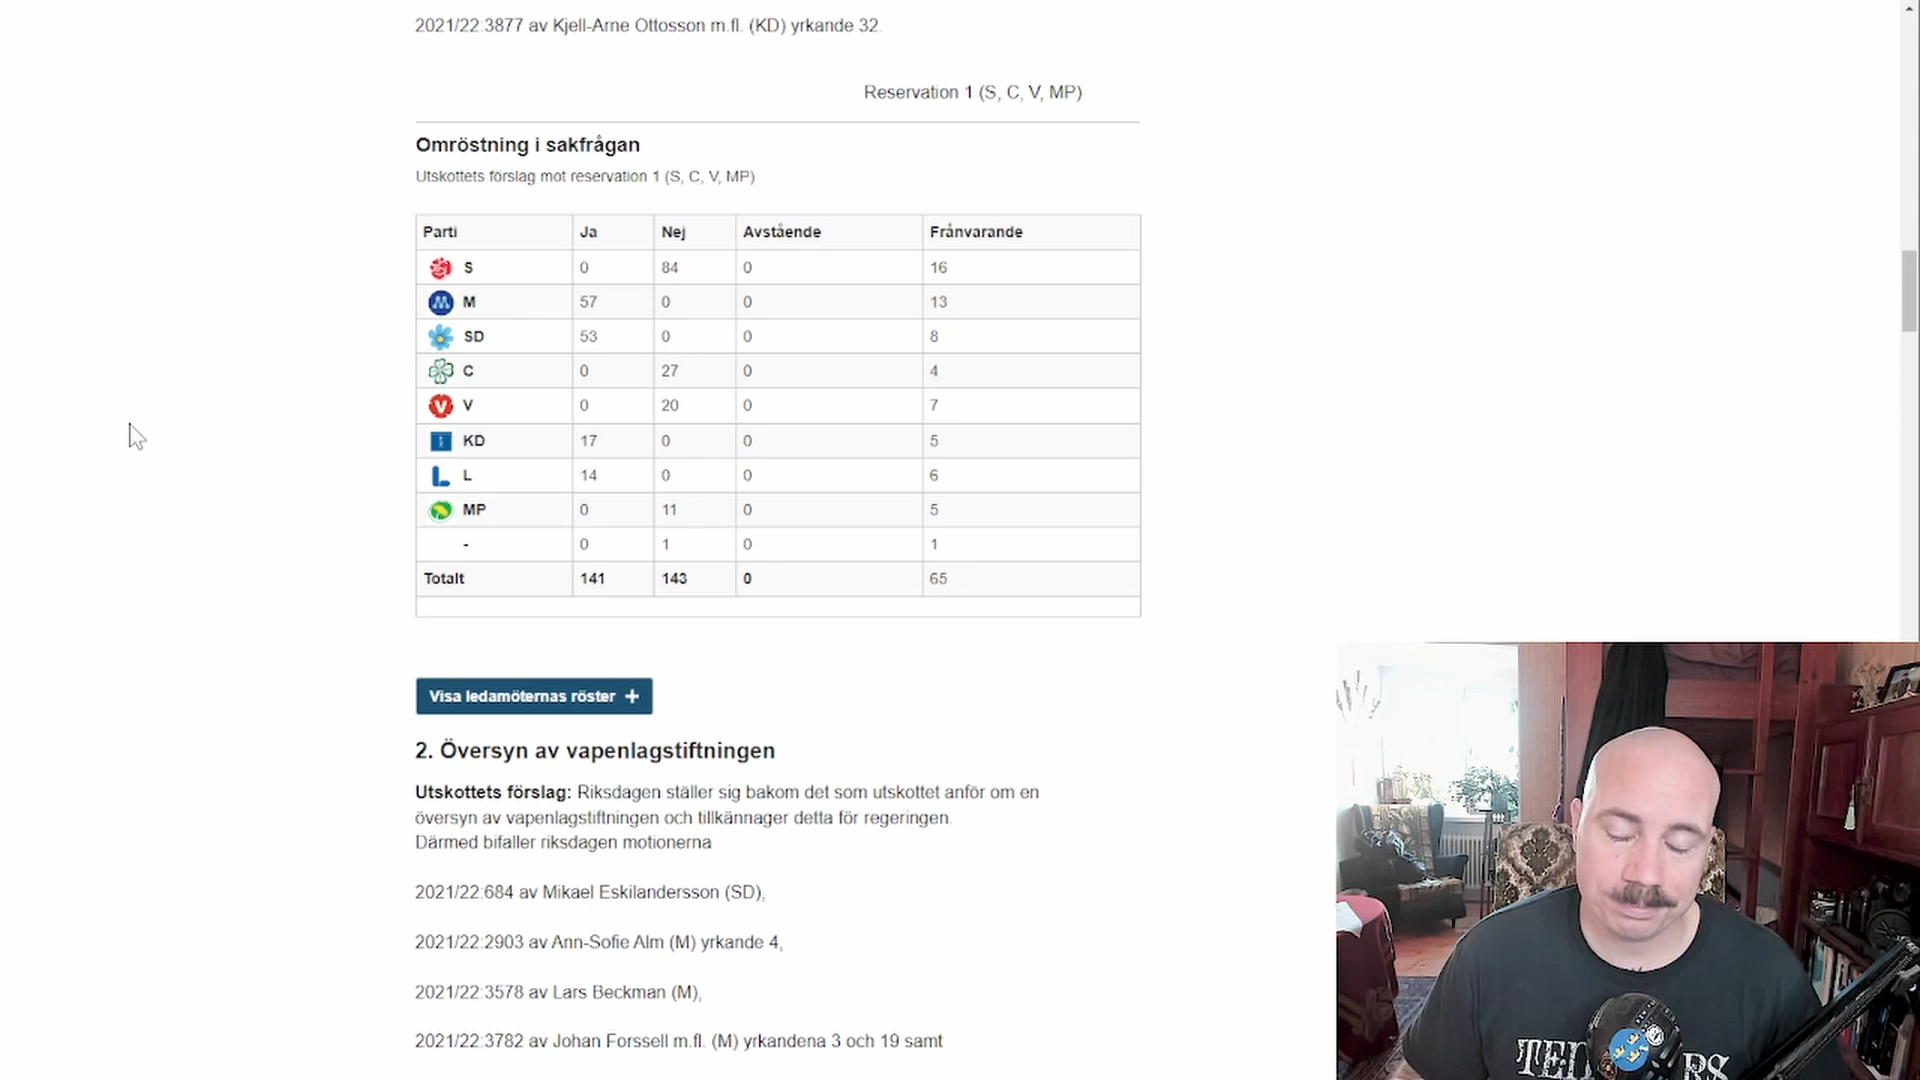 2021/22:3877 av Kjell-Arne Ottosson m.fl. (KD) yrkande 32.
Reservation 1 (S, C, V, MP)
Omröstning i sakfrågan
Utskottets förslag mot reservation 1 (S, C, V, MP)
Parti Ja Nej Avstående Frånvarande
S 0 84 0 16
M 57 0 0 13
SD 53 0 0 8
C 0 27 0 4
V 0 20 0 7
KD 17 0 0 5
L 14 0 0 6
MP 0 11 0 5
- 0 1 0 1
Totalt 141 143 0 65
Visa ledamöternas röster +
2. Översyn av vapenlagstiftningen
Utskottets förslag: Riksdagen ställer sig bakom det som utskottet anför om en
översyn av vapenlagstiftningen och tillkännager detta för regeringen.
Därmed bifaller riksdagen motionerna
2021/22:684 av Mikael Eskilandersson (SD),
2021/22:2903 av Ann-Sofie Alm (M) yrkande 4,
2021/22:3578 av Lars Beckman (M),
2021/22:3782 av Johan Forssell m.fl. (M) yrkandena 3 och 19 samt